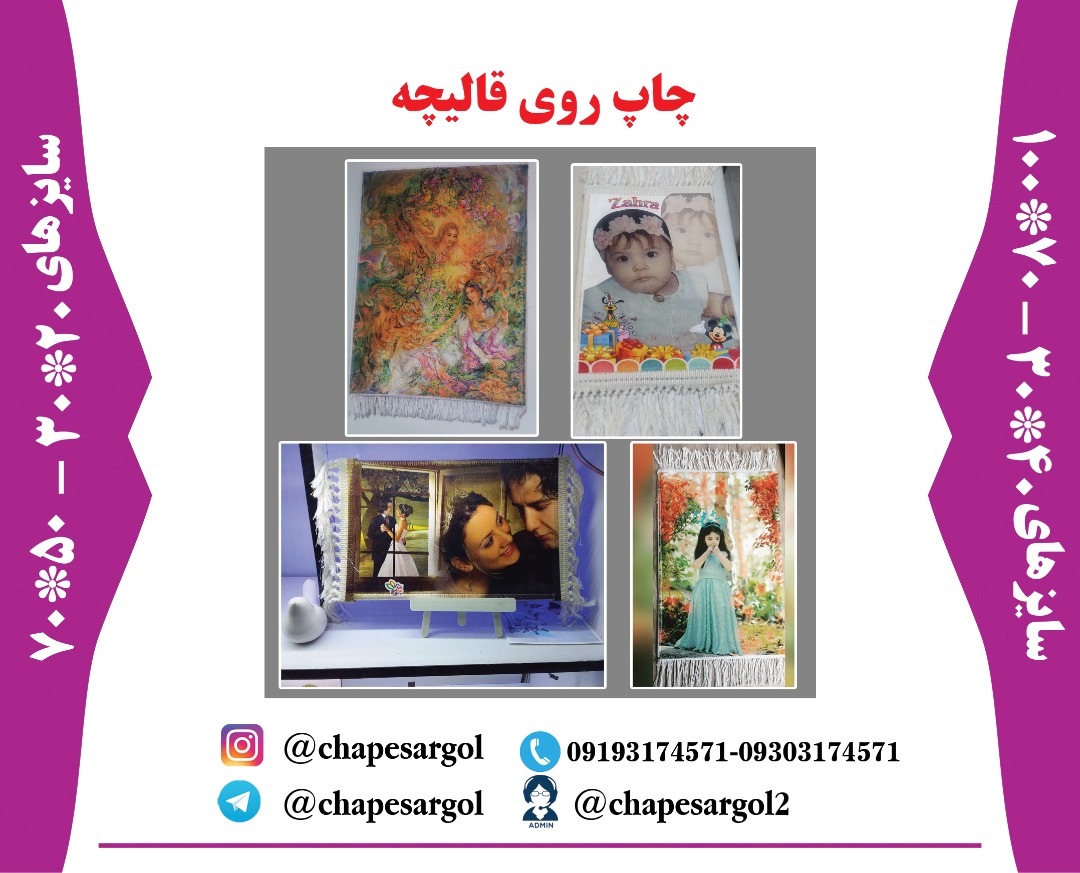 چاپ روی قالیچه
سایزهای ۲۰*۳۰ — ۵۰*۷۰
سایزهای ۴۰*۳۰ — ۷۰*۱۰۰
Zahra
@chapesargol
09193174571-09303174571
@chapesargol
ADMIN
@chapesargol2